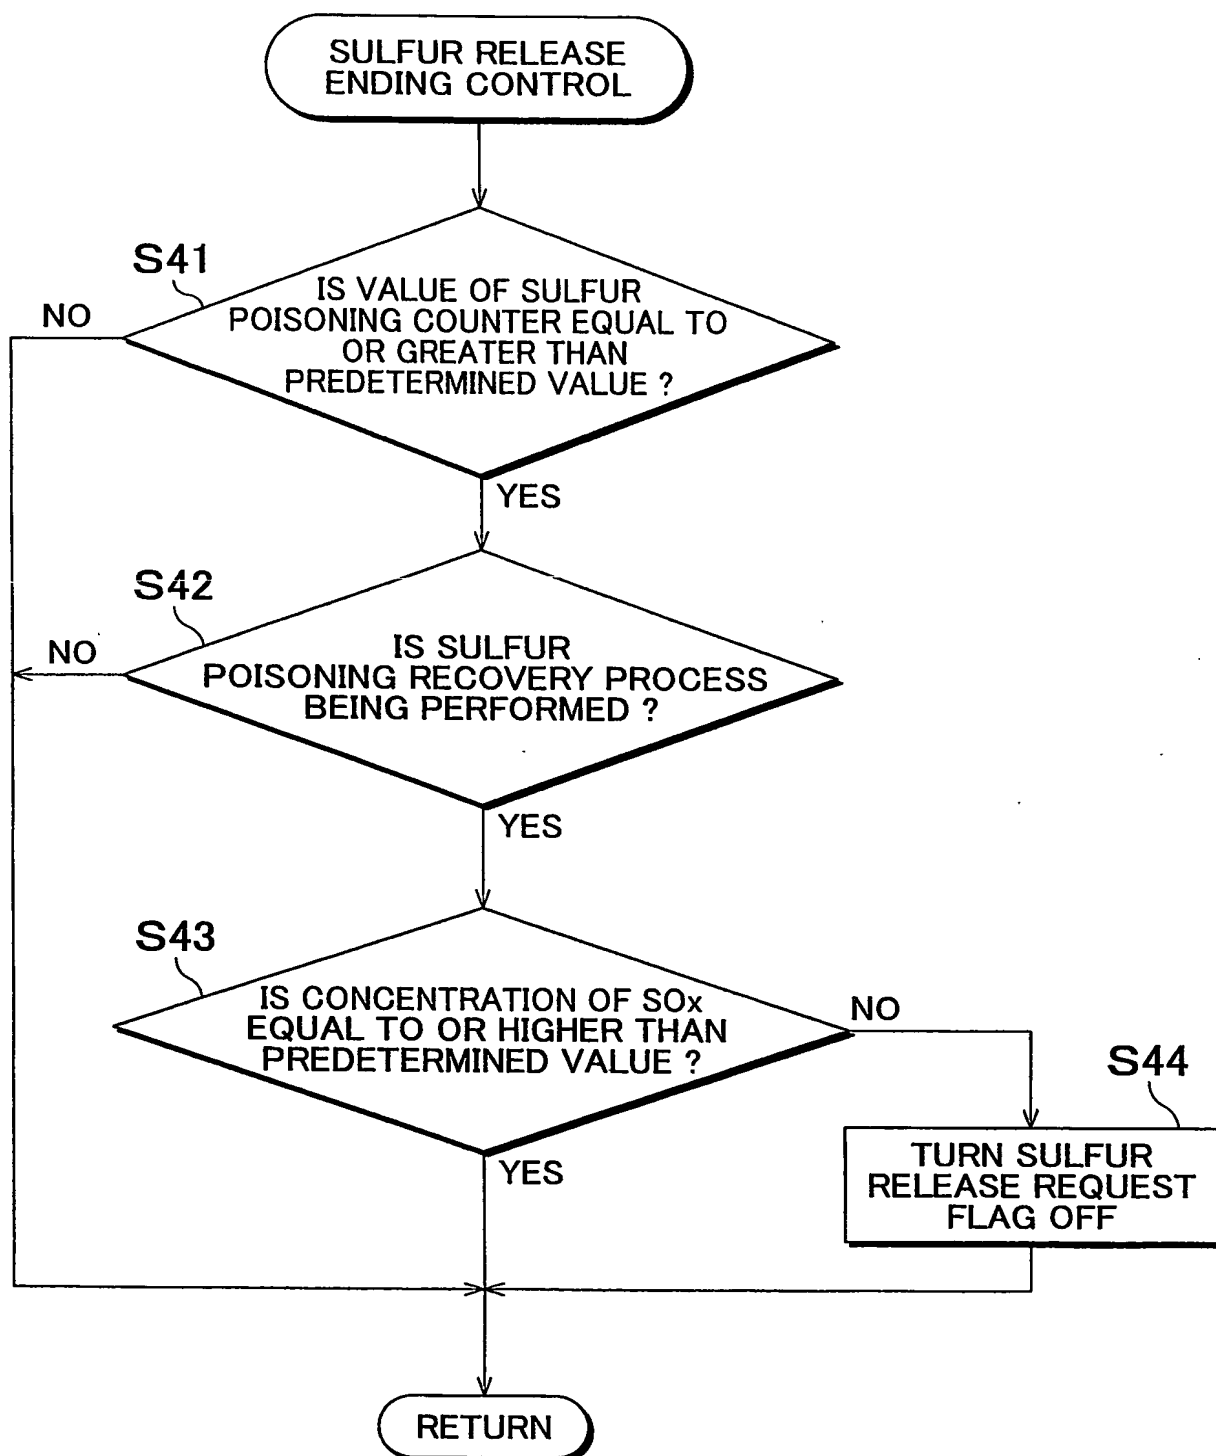 SULFUR RELEASE
ENDING CONTROL
S41
IS VALUE OF SULFUR
POISONING COUNTER EQUAL TO
OR GREATER THAN
PREDETERMINED VALUE ?
NO
YES
S42
IS SULFUR
POISONING RECOVERY PROCESS
BEING PERFORMED ?
NO
YES
S43
IS CONCENTRATION OF SOx
EQUAL TO OR HIGHER THAN
PREDETERMINED VALUE ?
NO
YES
S44
TURN SULFUR
RELEASE REQUEST
FLAG OFF
RETURN